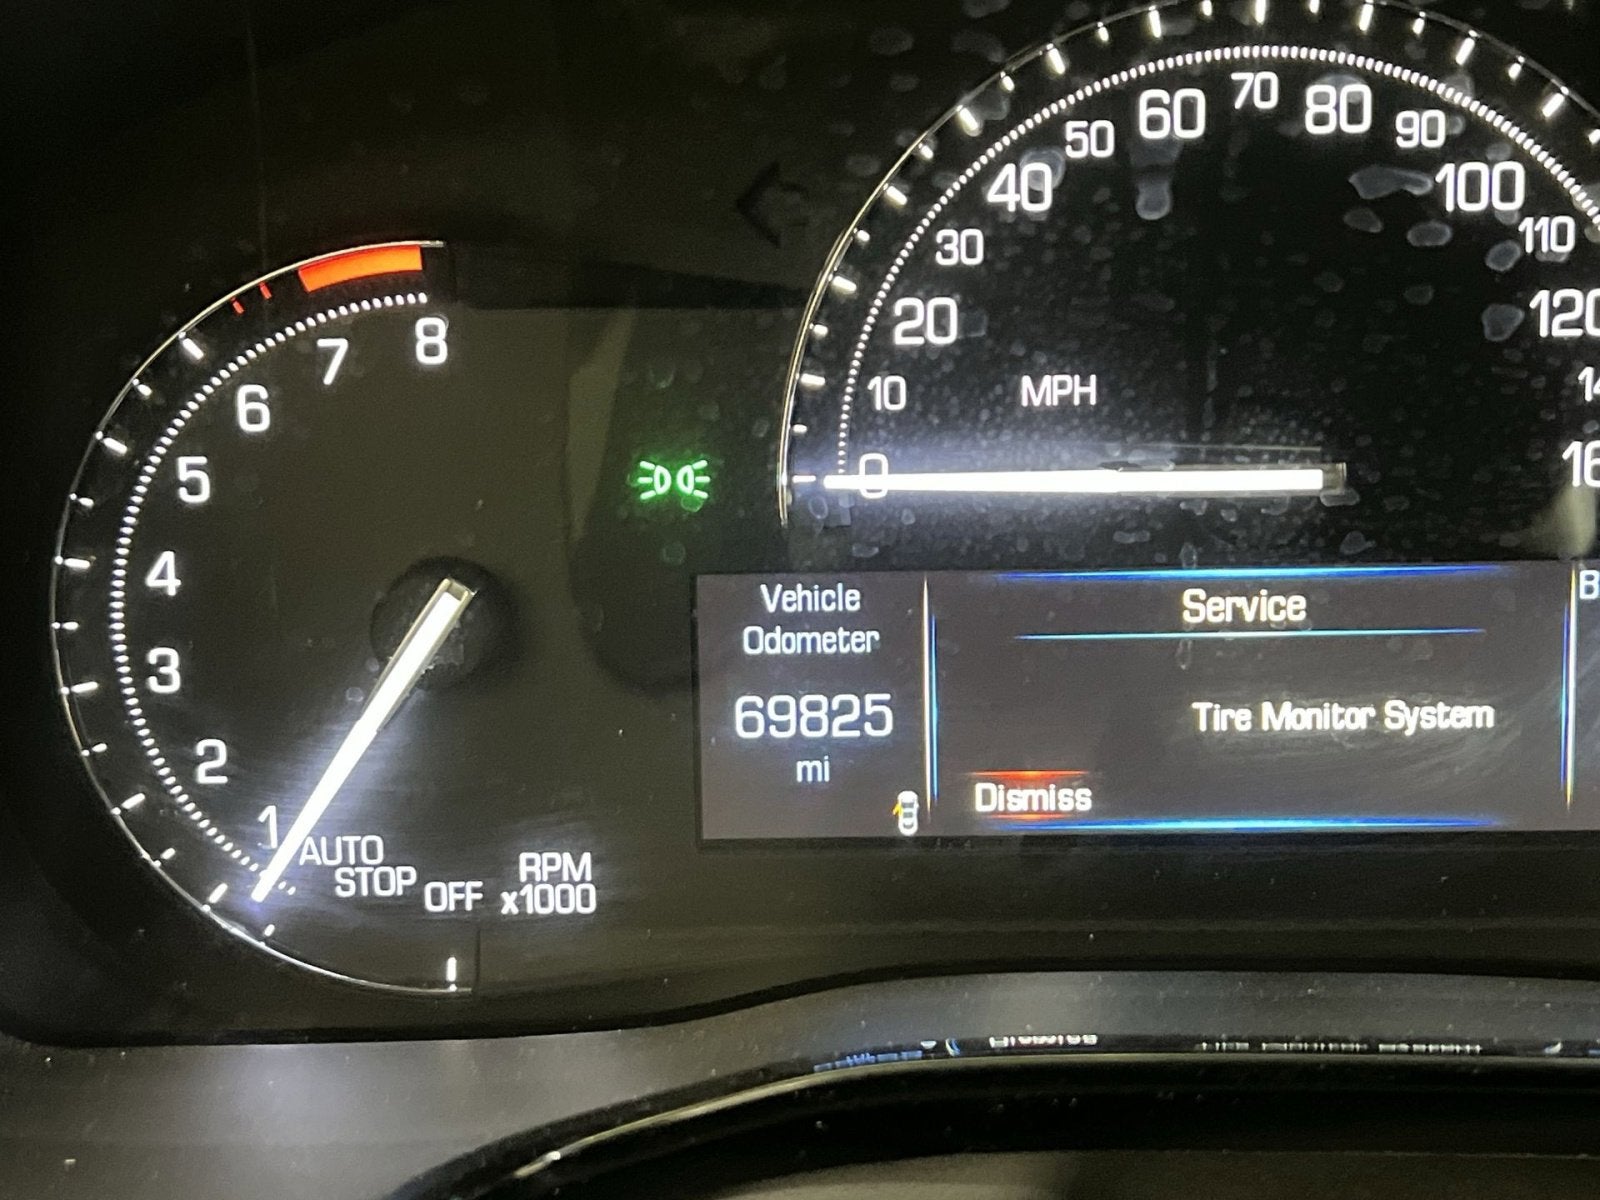 8
7
6
5
4
3
2
1
AUTO
STOP
OFF
RPM
x1000
0
10
20
30
40
50
60
70
80
90
100
110
MPH
Vehicle
Odometer
69825
mi
Service
Tire Monitor System
Dismiss